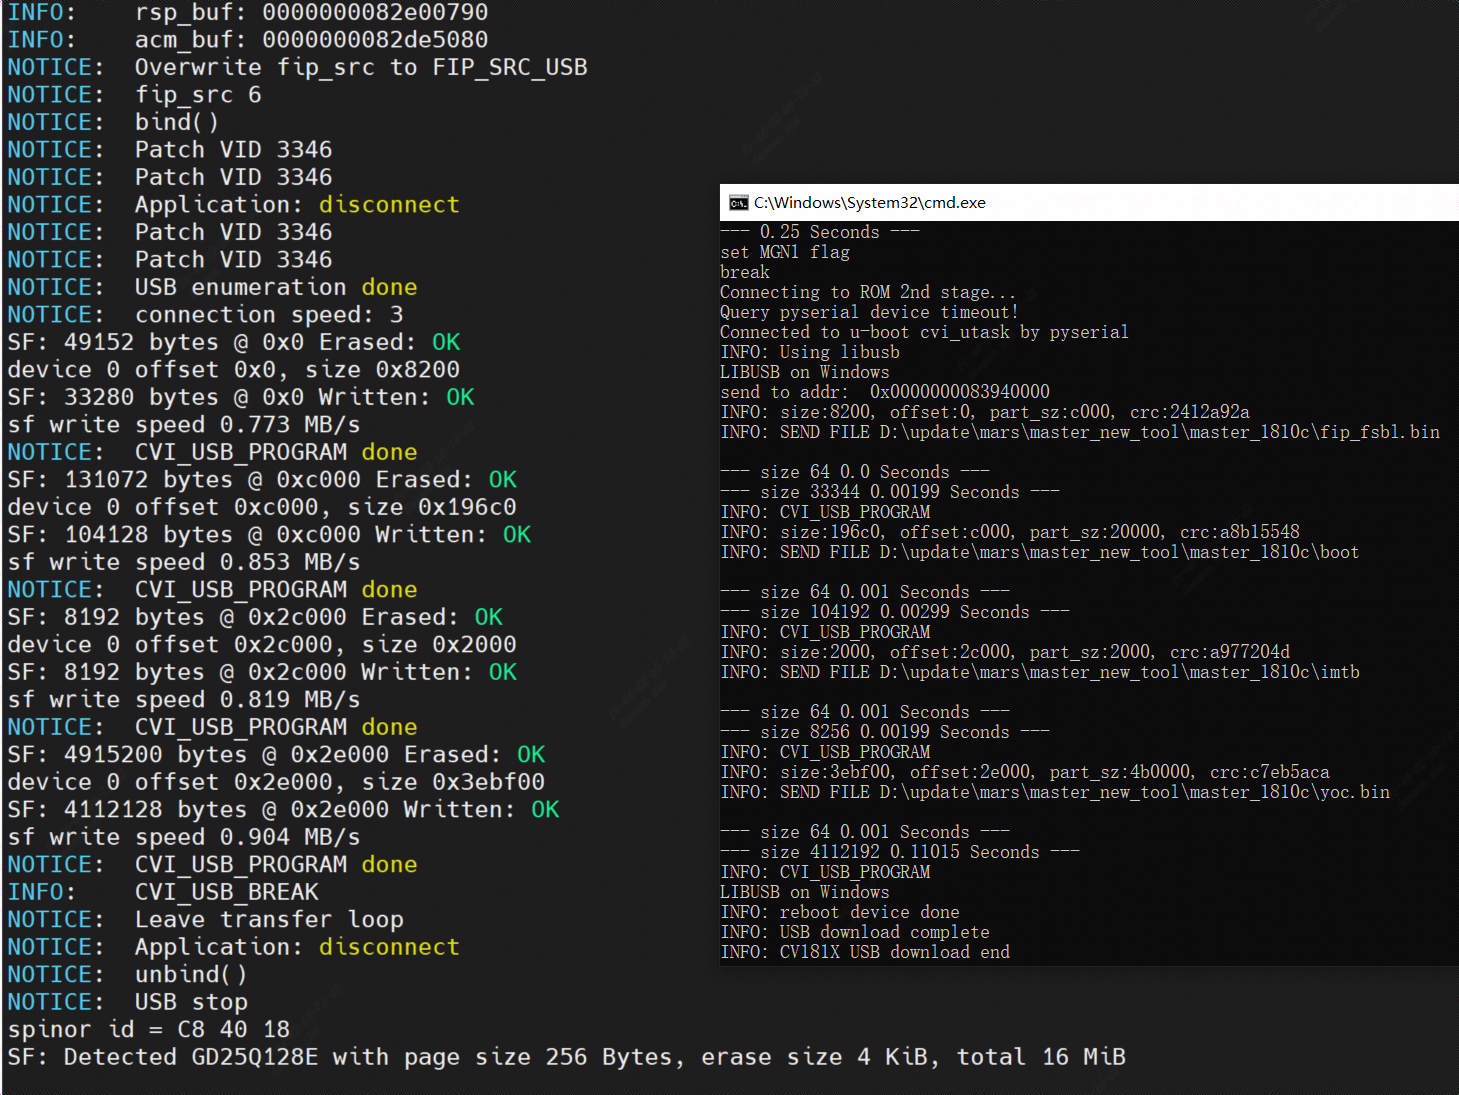 INFO:    rsp_buf: 0000000082e00790
INFO:    acm_buf: 0000000082de5080
NOTICE:  Overwrite fip_src to FIP_SRC_USB
NOTICE:  fip_src 6
NOTICE:  bind()
NOTICE:  Patch VID 3346
NOTICE:  Patch VID 3346
NOTICE:  Application: disconnect
NOTICE:  Patch VID 3346
NOTICE:  Patch VID 3346
NOTICE:  USB enumeration done
NOTICE:  connection speed: 3
SF: 49152 bytes @ 0x0 Erased: OK
device 0 offset 0x0, size 0x8200
SF: 33280 bytes @ 0x0 Written: OK
sf write speed 0.773 MB/s
NOTICE:  CVI_USB_PROGRAM done
SF: 131072 bytes @ 0xc000 Erased: OK
device 0 offset 0xc000, size 0x196c0
SF: 104128 bytes @ 0xc000 Written: OK
sf write speed 0.853 MB/s
NOTICE:  CVI_USB_PROGRAM done
SF: 8192 bytes @ 0x2c000 Erased: OK
device 0 offset 0x2c000, size 0x2000
SF: 8192 bytes @ 0x2c000 Written: OK
sf write speed 0.819 MB/s
NOTICE:  CVI_USB_PROGRAM done
SF: 4915200 bytes @ 0x2e000 Erased: OK
device 0 offset 0x2e000, size 0x3ebf00
SF: 4112128 bytes @ 0x2e000 Written: OK
sf write speed 0.904 MB/s
NOTICE:  CVI_USB_PROGRAM done
INFO:    CVI_USB_BREAK
NOTICE:  Leave transfer loop
NOTICE:  Application: disconnect
NOTICE:  unbind()
NOTICE:  USB stop
spinor id = C8 40 18
SF: Detected GD25Q128E with page size 256 Bytes, erase size 4 KiB, total 16 MiB
C:\Windows\System32\cmd.exe
--- 0.25 Seconds ---
set MGN1 flag
break
Connecting to ROM 2nd stage...
Query pyserial device timeout!
Connected to u-boot cvi_utask by pyserial
INFO: Using libusb
LIBUSB on Windows
send to addr:  0x0000000083940000
INFO: size:8200, offset:0, part_sz:c000, crc:2412a92a
INFO: SEND FILE D:\update\mars\master_new_tool\master_1810c\fip_fsbl.bin
--- size 64 0.0 Seconds ---
--- size 33344 0.00199 Seconds ---
INFO: CVI_USB_PROGRAM
INFO: size:196c0, offset:c000, part_sz:20000, crc:a8b15548
INFO: SEND FILE D:\update\mars\master_new_tool\master_1810c\boot
--- size 64 0.001 Seconds ---
--- size 104192 0.00299 Seconds ---
INFO: CVI_USB_PROGRAM
INFO: size:2000, offset:2c000, part_sz:2000, crc:a977204d
INFO: SEND FILE D:\update\mars\master_new_tool\master_1810c\imtb
--- size 64 0.001 Seconds ---
--- size 8256 0.00199 Seconds ---
INFO: CVI_USB_PROGRAM
INFO: size:3ebf00, offset:2e000, part_sz:4b0000, crc:c7eb5aca
INFO: SEND FILE D:\update\mars\master_new_tool\master_1810c\yoc.bin
--- size 64 0.001 Seconds ---
--- size 4112192 0.11015 Seconds ---
INFO: CVI_USB_PROGRAM
LIBUSB on Windows
INFO: reboot device done
INFO: USB download complete
INFO: CV181X USB download end